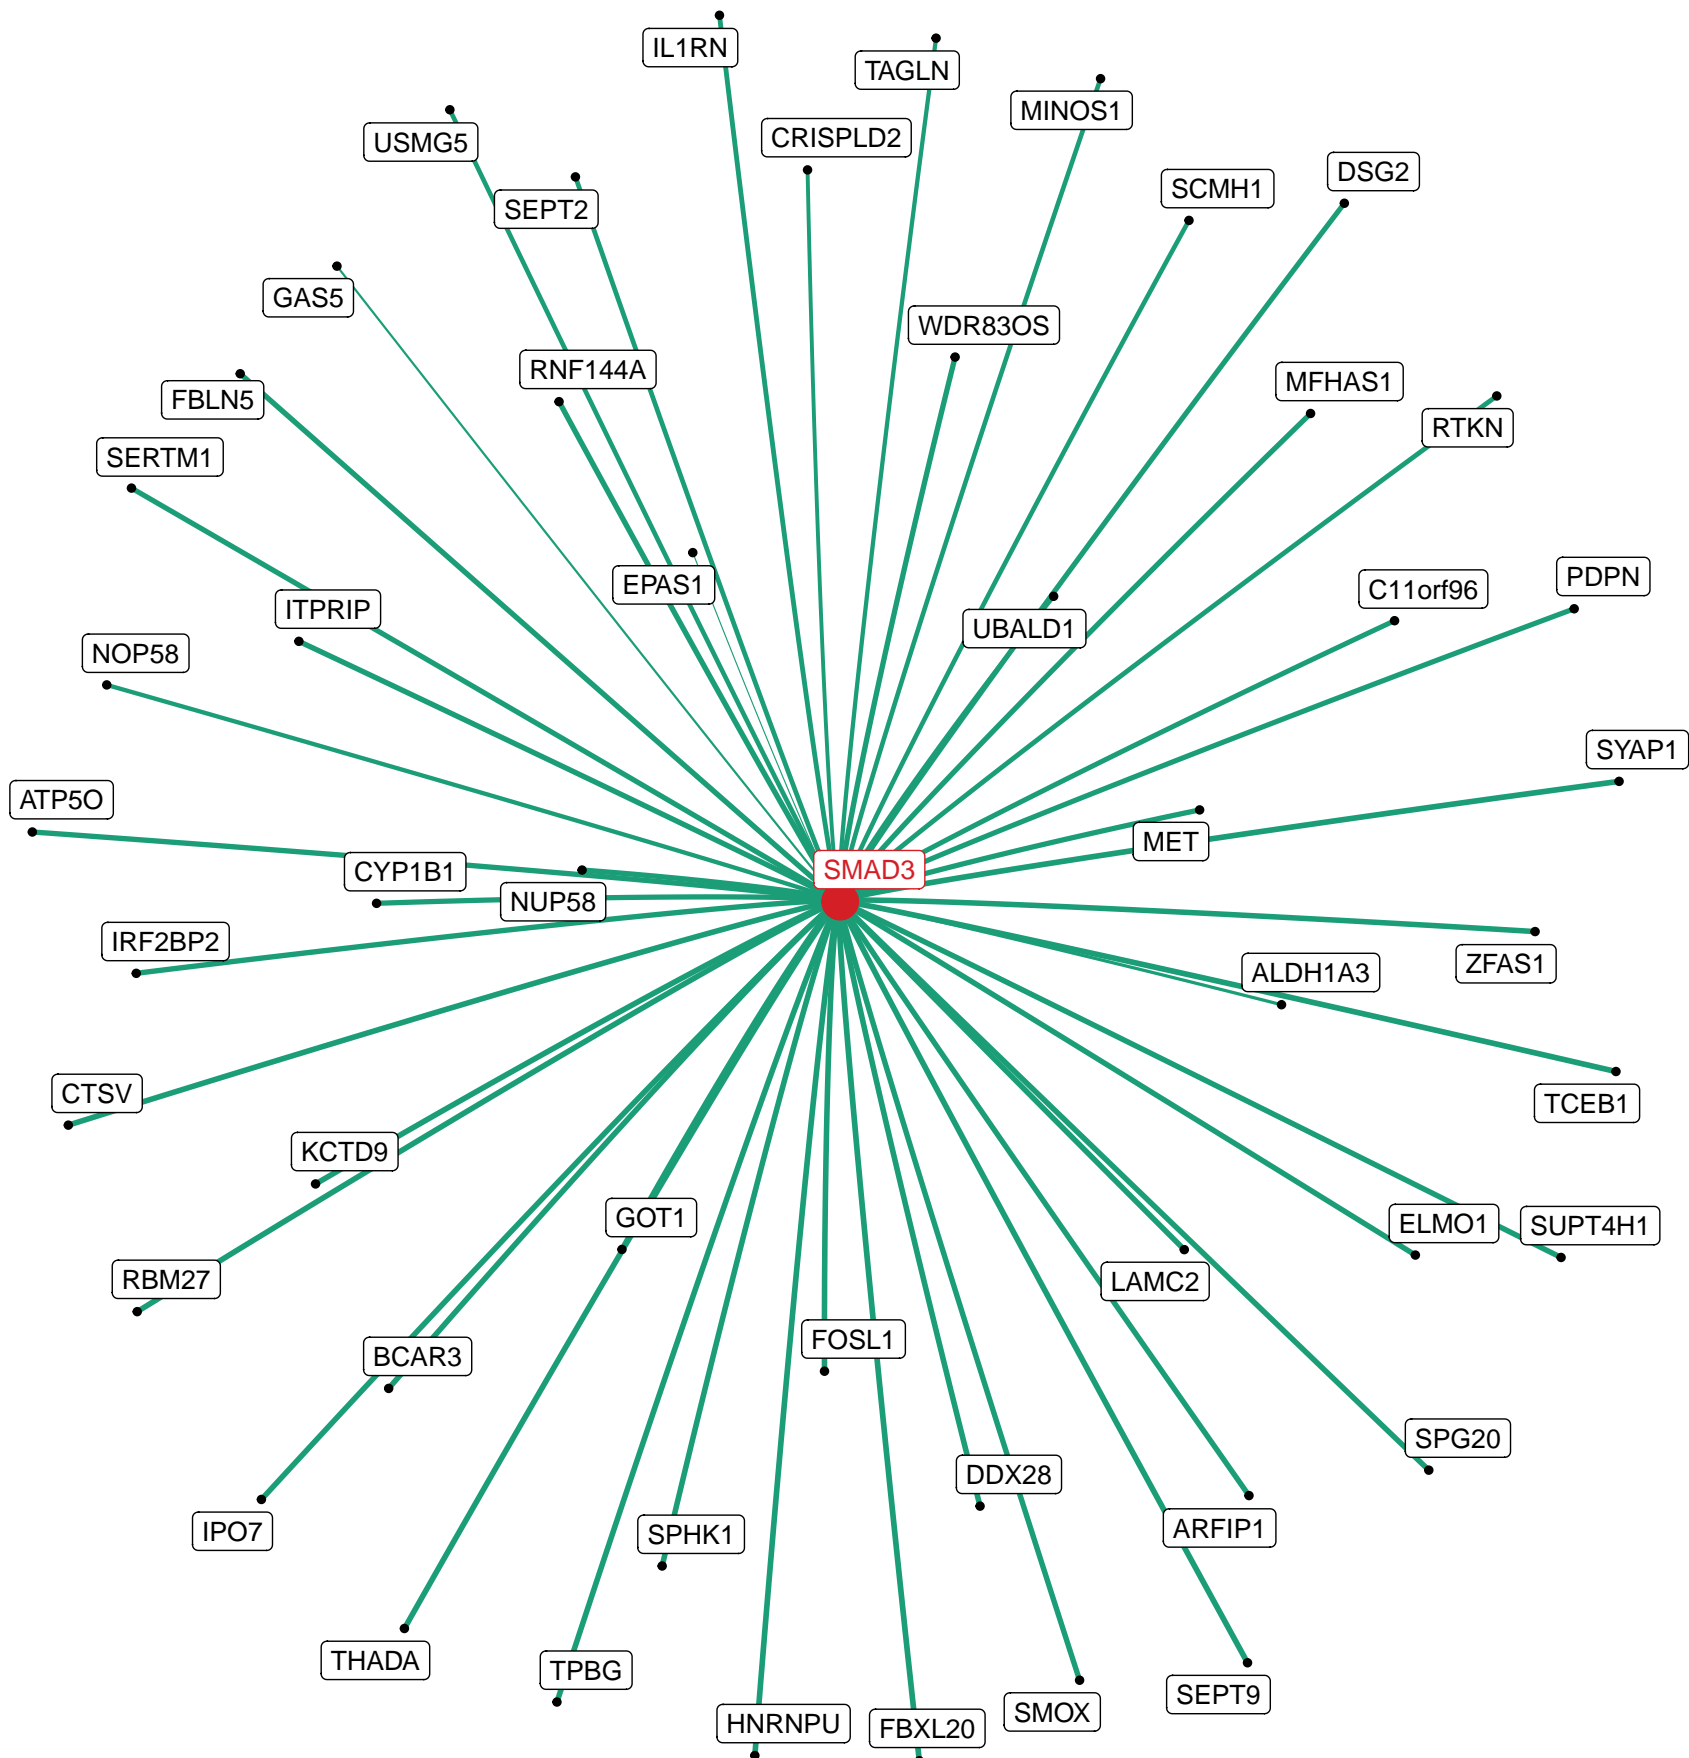 IL1RN
TAGLN
MINOS1
USMG5
CRISPLD2
DSG2
SCMH1
SEPT2
GAS5
WDR83OS
RNF144A
MFHAS1
FBLN5
RTKN
SERTM1
PDPN
EPAS1
C11orf96
ITPRIP
UBALD1
NOP58
SYAP1
ATP5O
MET
SMAD3
CYP1B1
NUP58
IRF2BP2
ZFAS1
ALDH1A3
CTSV
TCEB1
KCTD9
GOT1
ELMO1
SUPT4H1
RBM27
LAMC2
FOSL1
BCAR3
SPG20
DDX28
ARFIP1
IPO7
SPHK1
THADA
TPBG
SEPT9
SMOX
HNRNPU
FBXL20